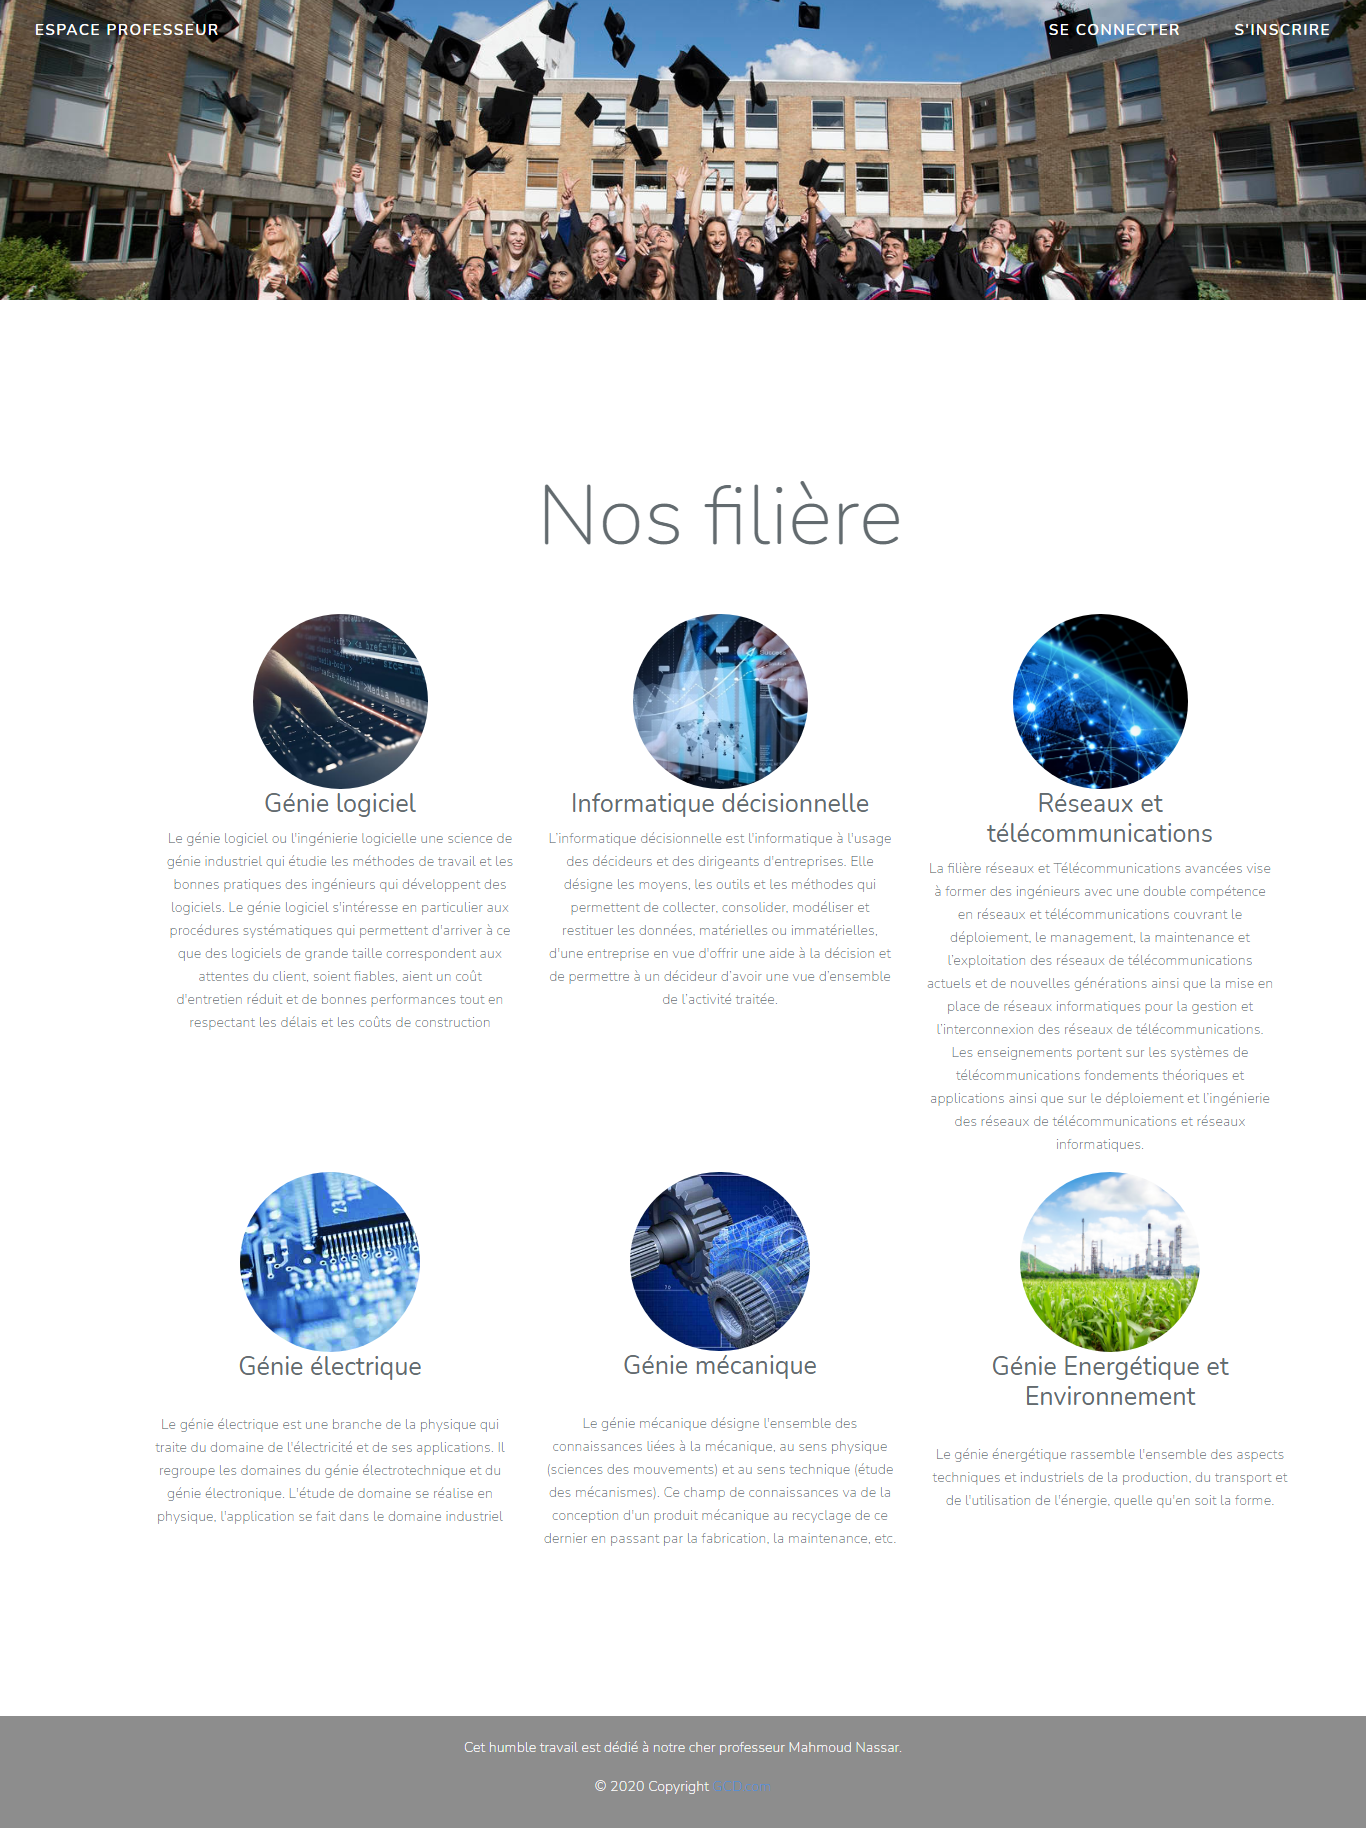 ESPACE PROFESSEUR
SE CONNECTER
S'INSCRIRE
Nos filière
Génie logiciel
Le génie logiciel ou l'ingénierie logicielle une science de
génie industriel qui étudie les méthodes de travail et les
bonnes pratiques des ingénieurs qui développent des
logiciels. Le génie logiciel s'intéresse en particulier aux
procédures systématiques qui permettent d'arriver à ce
que des logiciels de grande taille correspondent aux
attentes du client, soient fiables, aient un coût
d'entretien réduit et de bonnes performances tout en
respectant les délais et les coûts de construction
Informatique décisionnelle
L’informatique décisionnelle est l'informatique à l'usage
des décideurs et des dirigeants d'entreprises. Elle
désigne les moyens, les outils et les méthodes qui
permettent de collecter, consolider, modéliser et
restituer les données, matérielles ou immatérielles,
d'une entreprise en vue d'offrir une aide à la décision et
de permettre à un décideur d’avoir une vue d’ensemble
de l’activité traitée.
Réseaux et
télécommunications
La filière réseaux et Télécommunications avancées vise
à former des ingénieurs avec une double compétence
en réseaux et télécommunications couvrant le
déploiement, le management, la maintenance et
l’exploitation des réseaux de télécommunications
actuels et de nouvelles générations ainsi que la mise en
place de réseaux informatiques pour la gestion et
l’interconnexion des réseaux de télécommunications.
Les enseignements portent sur les systèmes de
télécommunications fondements théoriques et
applications ainsi que sur le déploiement et l’ingénierie
des réseaux de télécommunications et réseaux
informatiques.
Génie électrique
Le génie électrique est une branche de la physique qui
traite du domaine de l'électricité et de ses applications. Il
regroupe les domaines du génie électrotechnique et du
génie électronique. L'étude de domaine se réalise en
physique, l'application se fait dans le domaine industriel
Génie mécanique
Le génie mécanique désigne l'ensemble des
connaissances liées à la mécanique, au sens physique
(sciences des mouvements) et au sens technique (étude
des mécanismes). Ce champ de connaissances va de la
conception d'un produit mécanique au recyclage de ce
dernier en passant par la fabrication, la maintenance, etc.
Génie Energétique et
Environnement
Le génie énergétique rassemble l'ensemble des aspects
techniques et industriels de la production, du transport et
de l'utilisation de l'énergie, quelle qu'en soit la forme.
Cet humble travail est dédié à notre cher professeur Mahmoud Nassar.
© 2020 Copyright